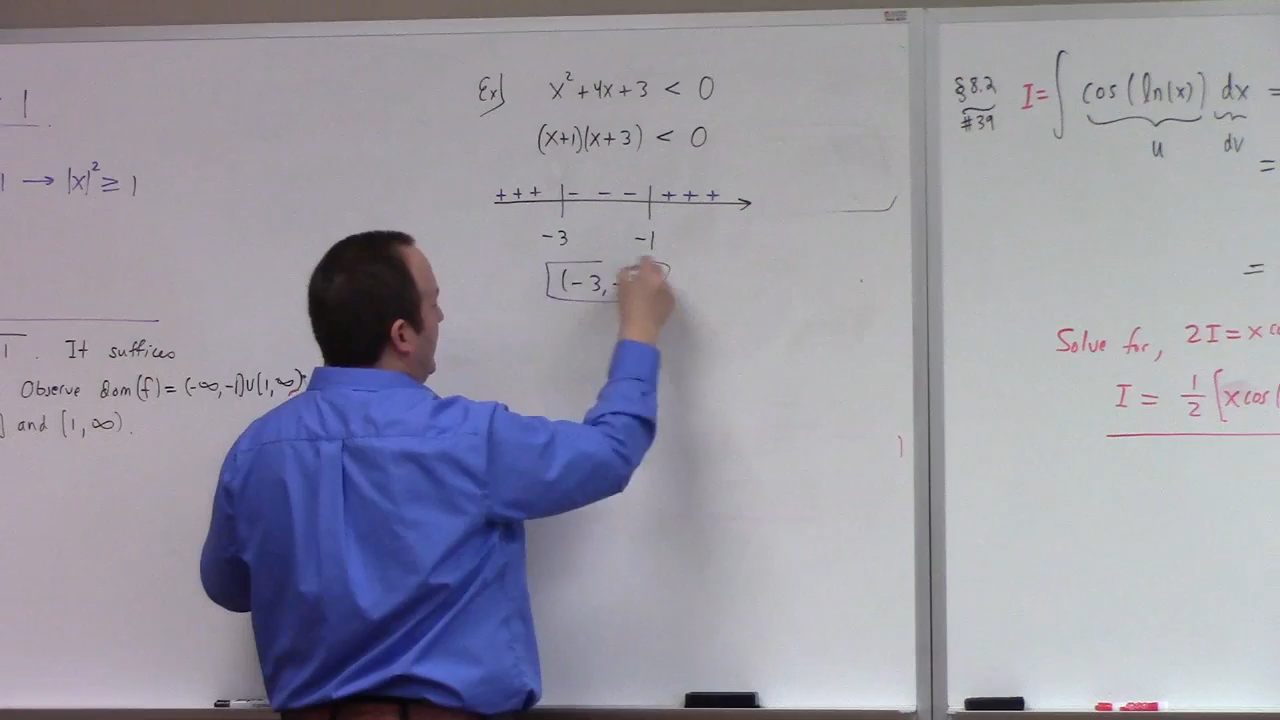 1
1 → |x|² ≥ 1
1. It suffices
Observe dom(f) = (-∞,-1)∪(1,∞)
] and [1,∞).
Ex) x² + 4x + 3 < 0
(x+1)(x+3) < 0
+ + + - - - + + +
-3 -1
(-3, -
§8.2
#39
I = ∫ cos(ln(x)) dx =
u dv
=
=
Solve for, 2I = x co
I = 1/2 [x cos(